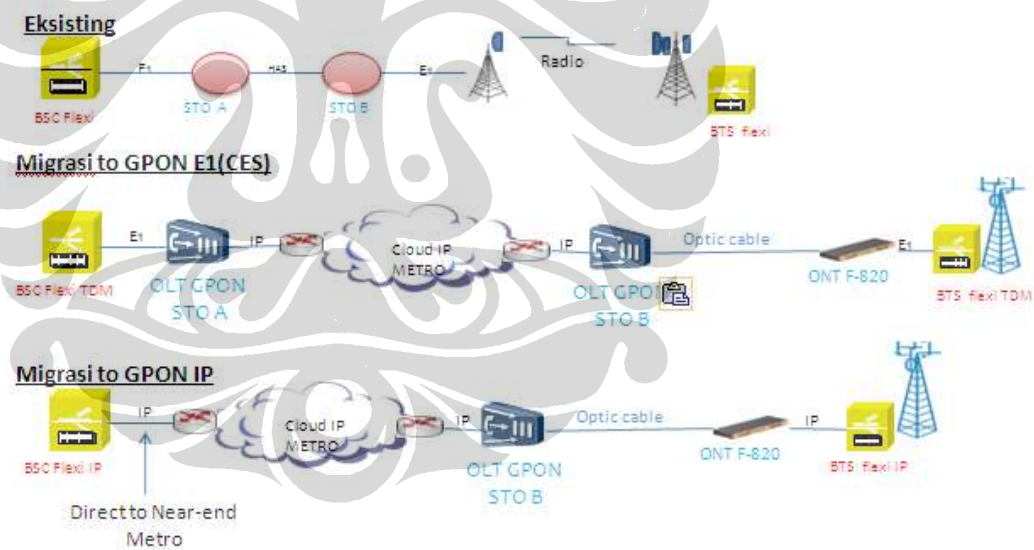 Eksisting
Radio
E1
E1
STO A
STO B
BSC Flexi
BTS flexi
Migrasi to GPON E1(CES)
E1
IP
Cloud IP
METRO
IP
Optic cable
E1
BSC Flexi TDM
OLT GPON
STO A
OLT GPO
STO B
ONT F-820
BTS flexi TDM
Migrasi to GPON IP
IP
Cloud IP
METRO
IP
Optic cable
IP
BSC Flexi IP
OLT GPON
STO B
ONT F-820
BTS flexi IP
Direct to Near-end
Metro